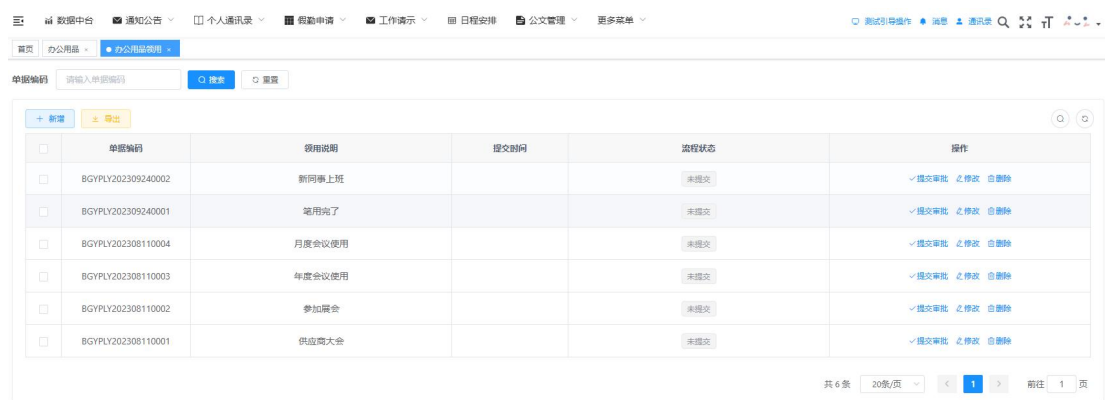 数据中台 通知公告 个人通讯录 假勤申请 工作请示 日程安排 公文管理 更多菜单 测试引导操作 消息 通讯录
首页 办公用品 × 办公用品领用 ×
单据编码 请输入单据编码 搜索 重置
+ 新增 导出
单据编码 领用说明 提交时间 流程状态 操作
BGYPLY202309240002 新同事上班 未提交 提交审批 修改 删除
BGYPLY202309240001 笔用完了 未提交 提交审批 修改 删除
BGYPLY202308110004 月度会议使用 未提交 提交审批 修改 删除
BGYPLY202308110003 年度会议使用 未提交 提交审批 修改 删除
BGYPLY202308110002 参加展会 未提交 提交审批 修改 删除
BGYPLY202308110001 供应商大会 未提交 提交审批 修改 删除
共 6 条 20条/页 < 1 > 前往 1 页